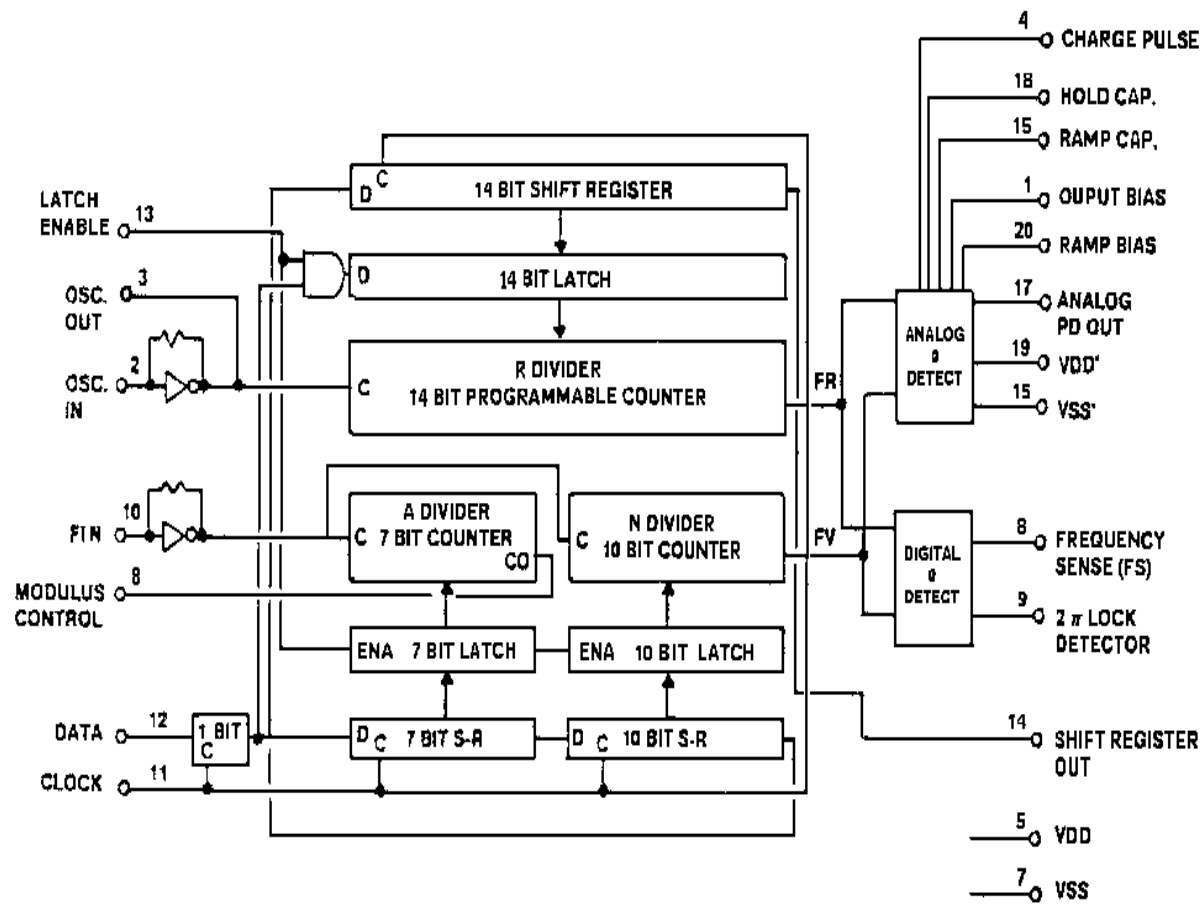 4
CHARGE PULSE
18
HOLD CAP.
15
RAMP CAP.
1
OUPUT BIAS
20
RAMP BIAS
17
ANALOG
PD OUT
19
VDD'
15
VSS'
LATCH
ENABLE
13
OSC.
OUT
3
OSC.
IN
2
D C
14 BIT SHIFT REGISTER
D
14 BIT LATCH
C
R DIVIDER
14 BIT PROGRAMMABLE COUNTER
FR
ANALOG
0
DETECT
FIN
10
MODULUS
CONTROL
8
A DIVIDER
C 7 BIT COUNTER
CO
N DIVIDER
C 10 BIT COUNTER
FV
DIGITAL
0
DETECT
8
FREQUENCY
SENSE (FS)
9
2 π LOCK
DETECTOR
ENA 7 BIT LATCH
ENA 10 BIT LATCH
DATA
12
1 BIT
C
D C 7 BIT S-R
D C 10 BIT S-R
CLOCK
11
14
SHIFT REGISTER
OUT
5
VDD
7
VSS